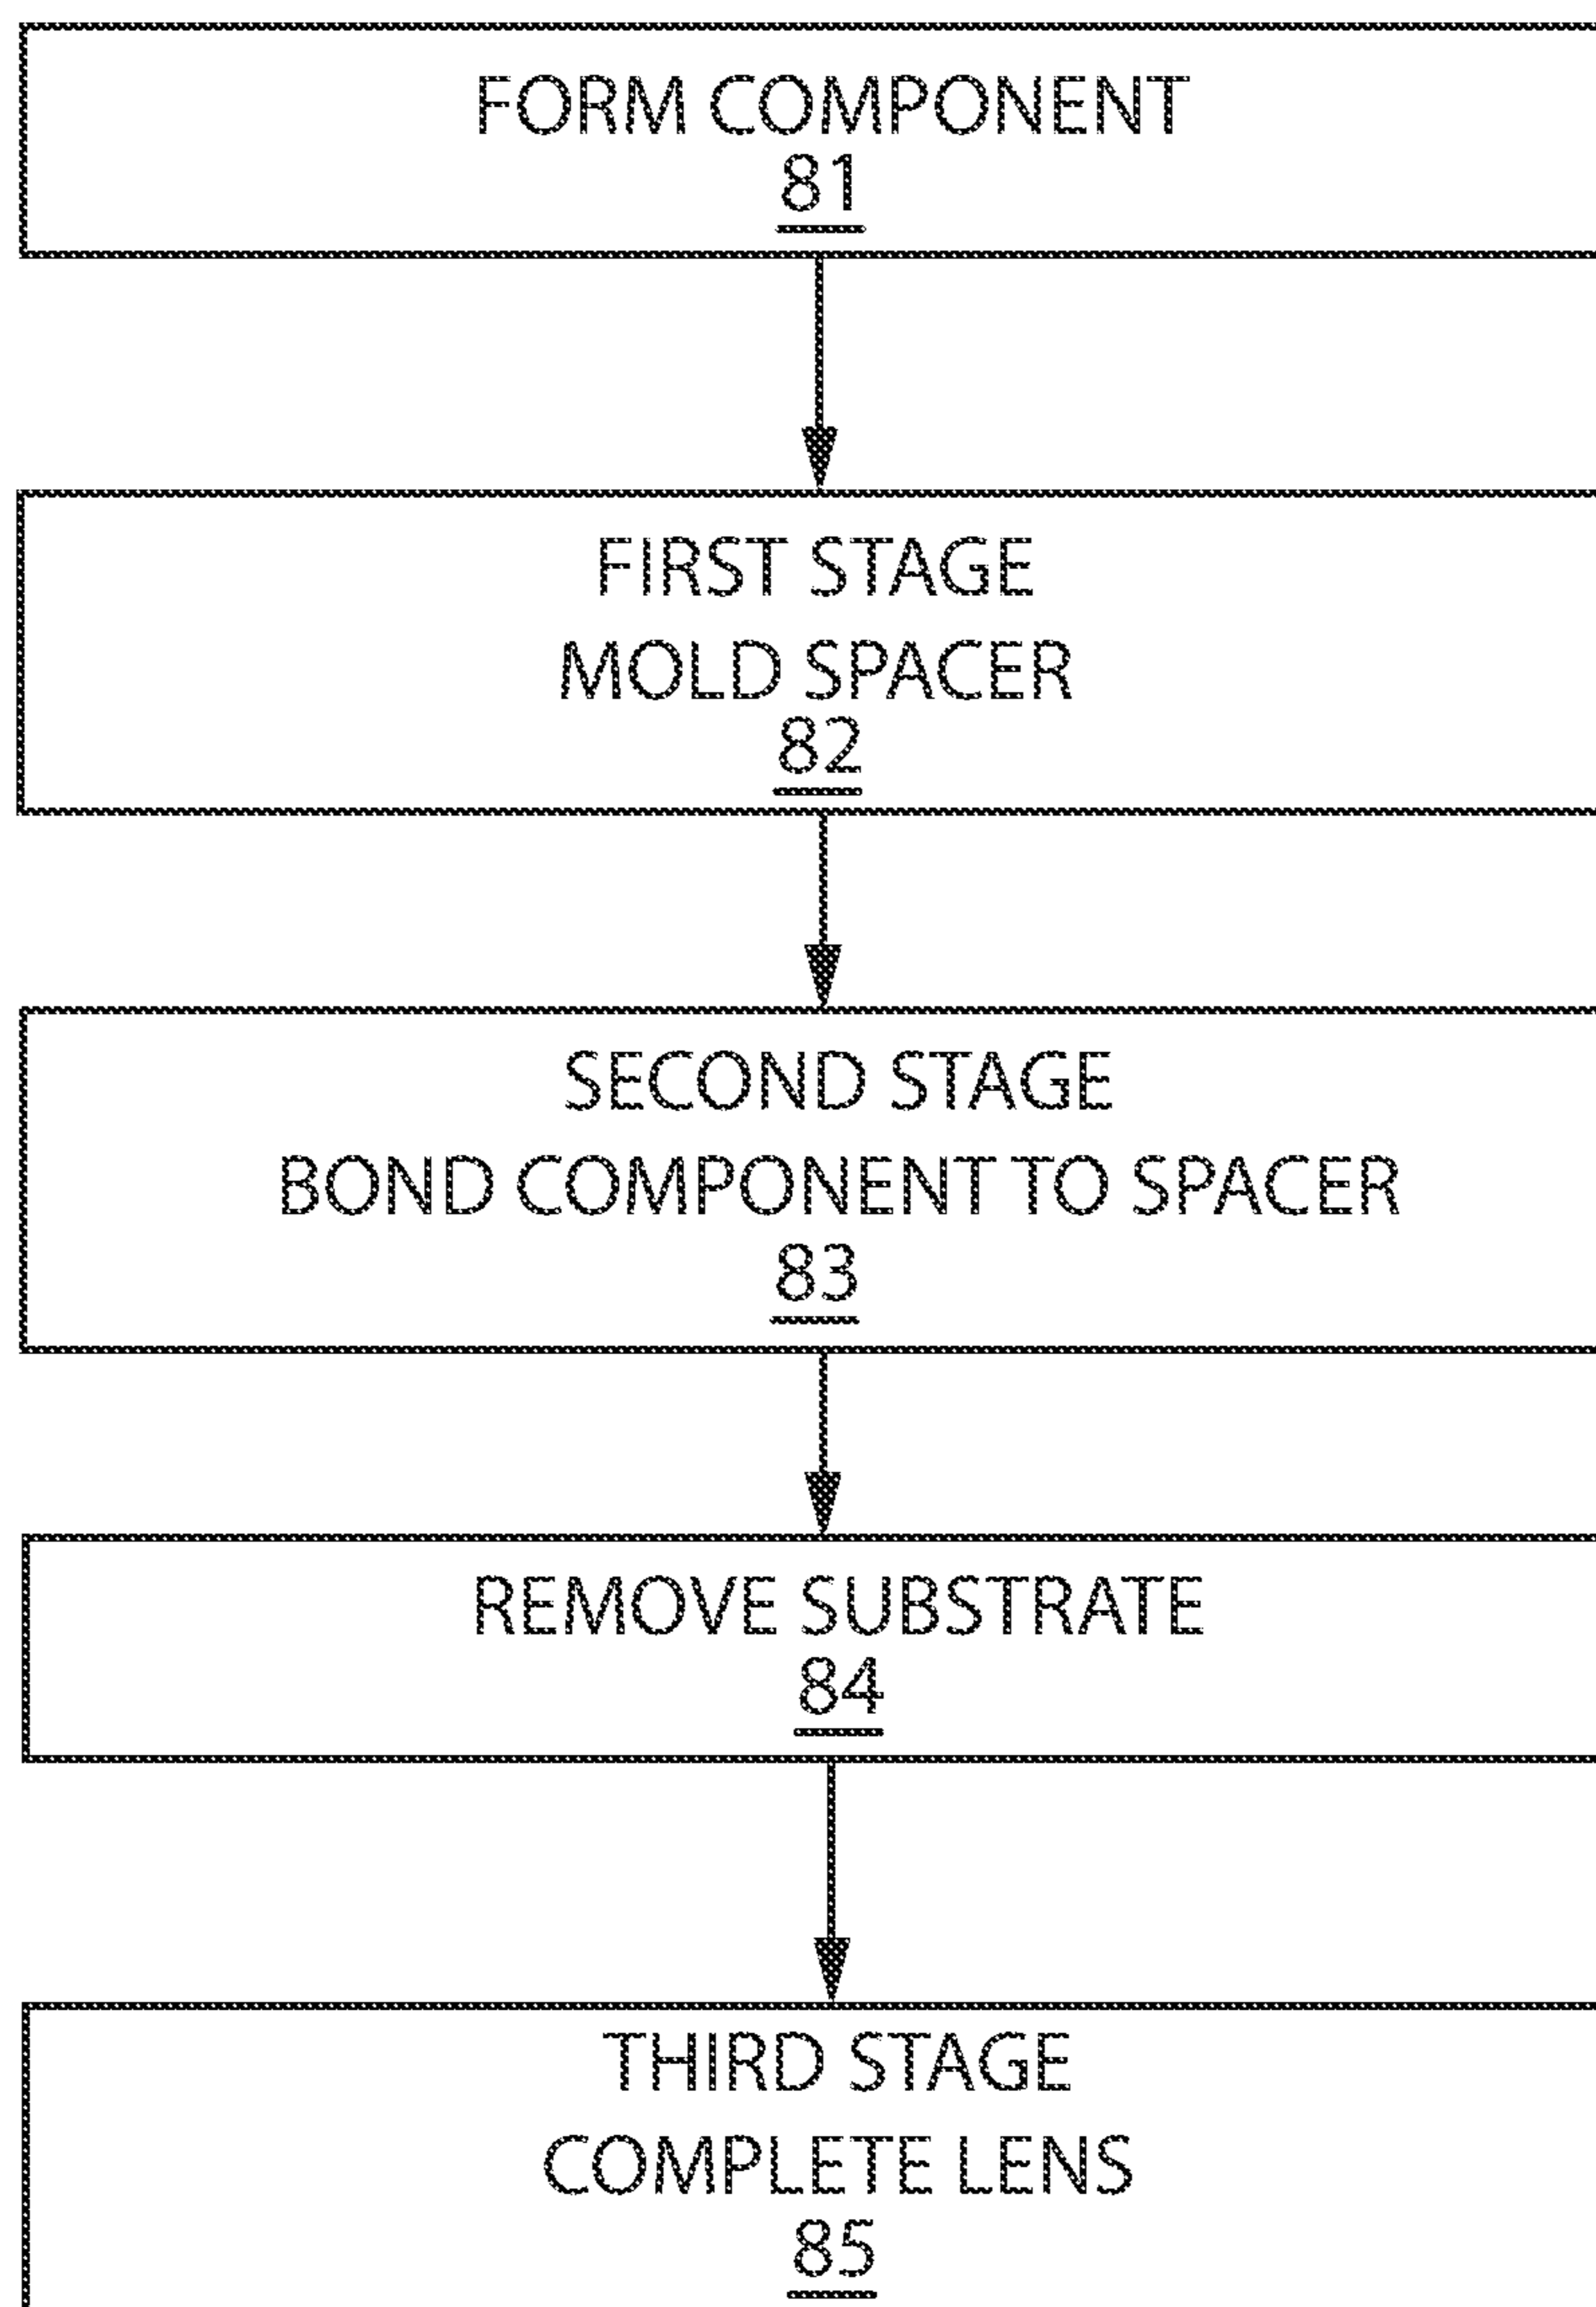 FORM COMPONENT
81
FIRST STAGE
MOLD SPACER
82
SECOND STAGE
BOND COMPONENT TO SPACER
83
REMOVE SUBSTRATE
84
THIRD STAGE
COMPLETE LENS
85